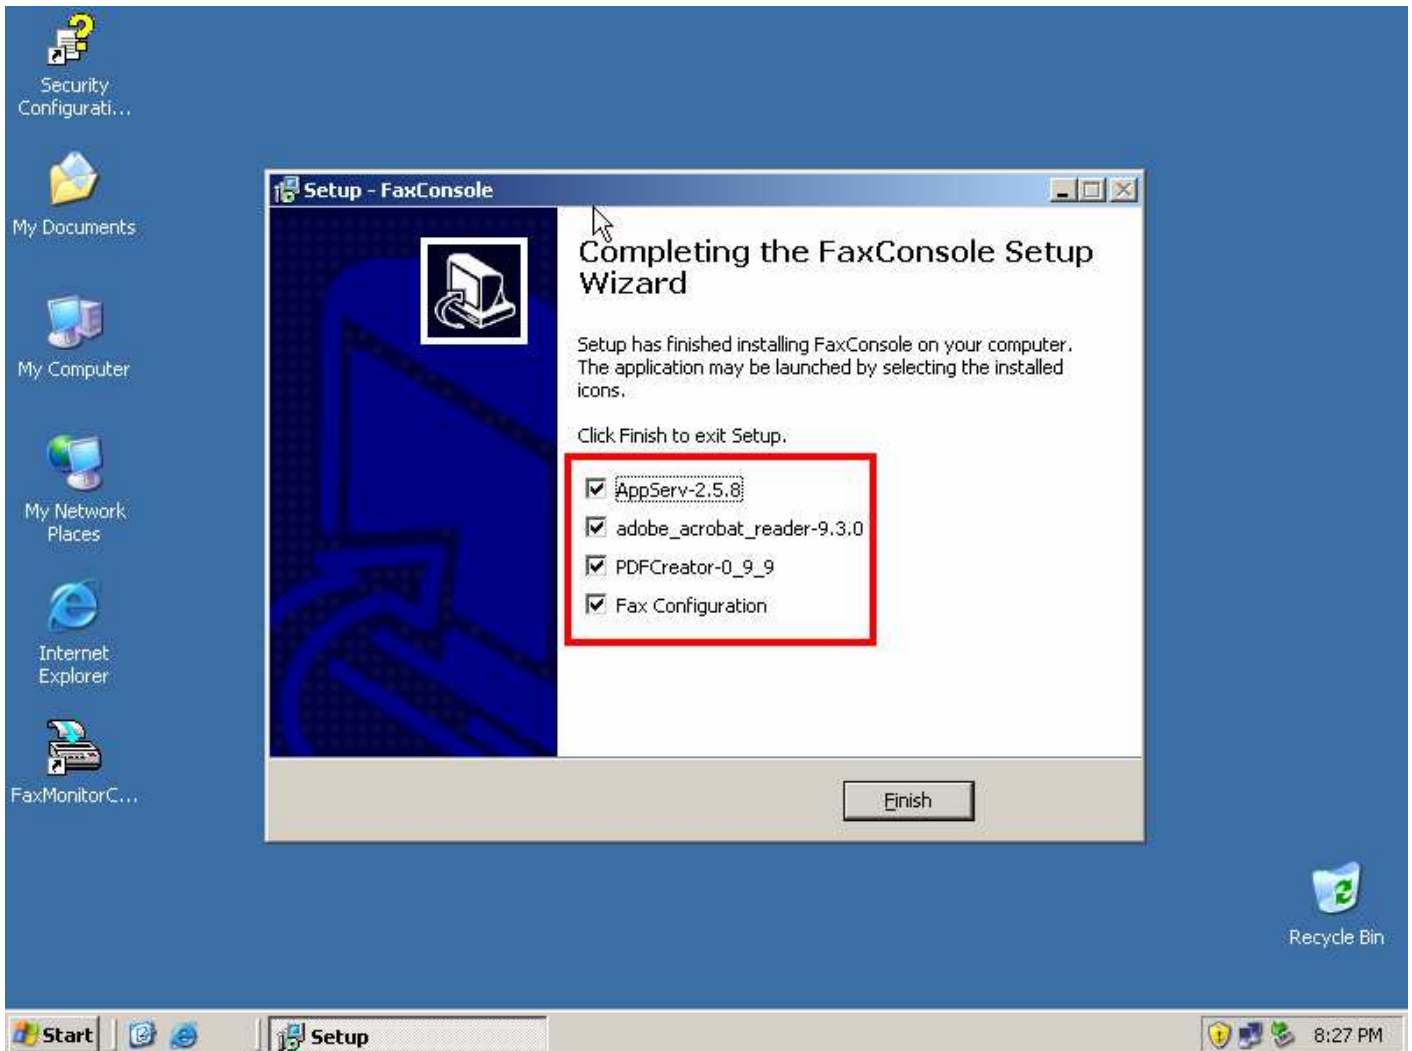 Security
Configurati...
My Documents
My Computer
My Network
Places
Internet
Explorer
FaxMonitorC...
Setup - FaxConsole
Completing the FaxConsole Setup
Wizard
Setup has finished installing FaxConsole on your computer.
The application may be launched by selecting the installed
icons.
Click Finish to exit Setup.
AppServ-2.5.8
adobe_acrobat_reader-9.3.0
PDFCreator-0_9_9
Fax Configuration
Finish
Recycle Bin
Start
Setup
8:27 PM